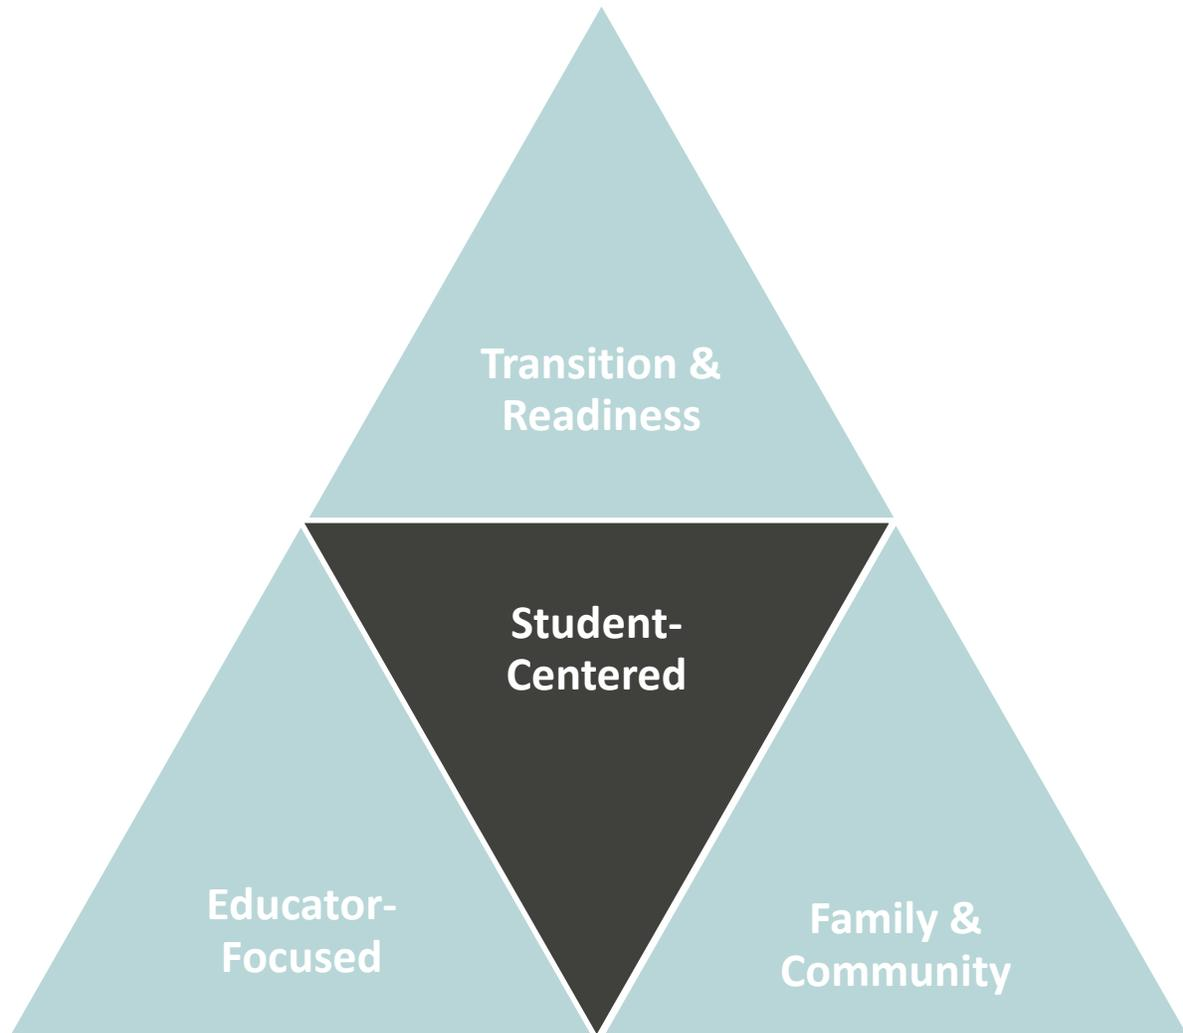 Transition &
Readiness
Student-
Centered
Educator-
Focused
Family &
Community